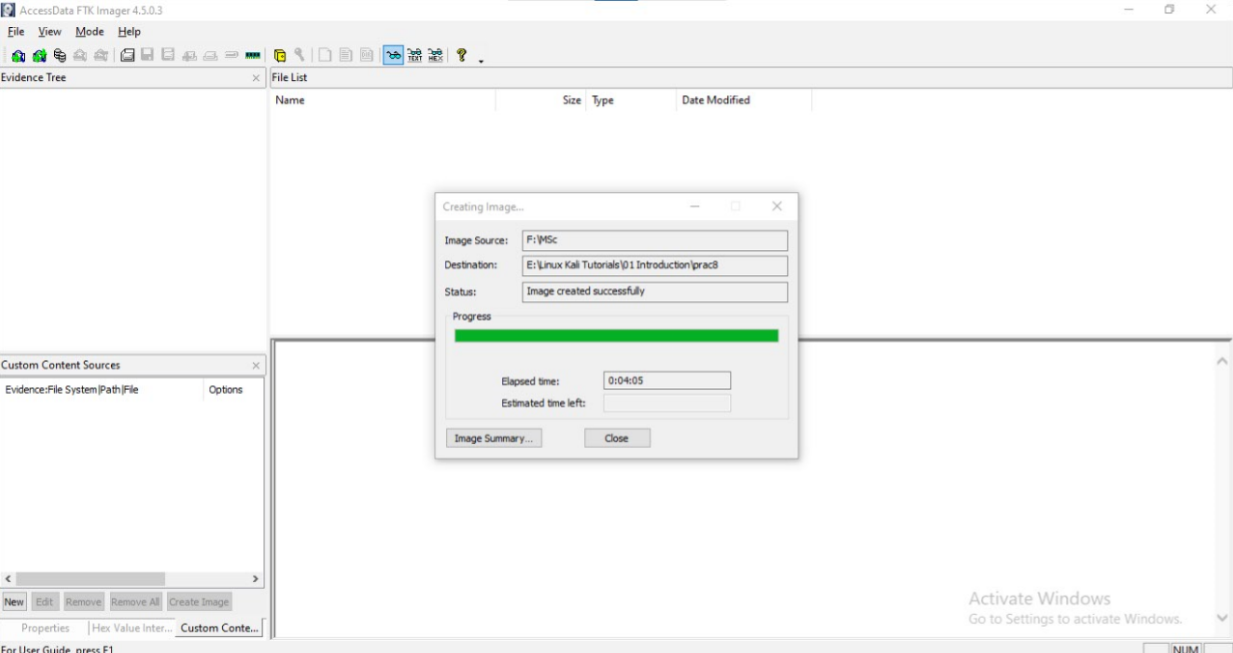 AccessData FTK Imager 4.5.0.3
File View Mode Help
TEXT HEX
Evidence Tree
File List
Name Size Type Date Modified
Creating Image...
Image Source: F:\MSc
Destination: E:\Linux Kali Tutorials\01 Introduction\prac8
Status: Image created successfully
Progress
Elapsed time: 0:04:05
Estimated time left:
Image Summary... Close
Custom Content Sources
Evidence:File System|Path|File Options
New Edit Remove Remove All Create Image
Properties Hex Value Inter... Custom Conte...
Activate Windows
Go to Settings to activate Windows.
For User Guide, press F1
NUM